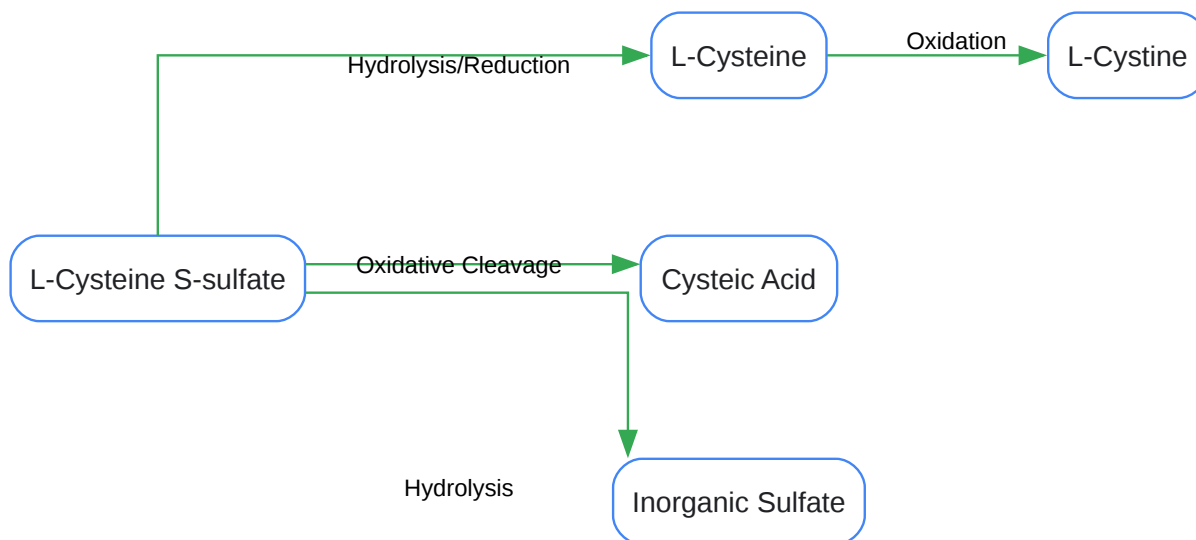 L-Cysteine
Oxidation
L-Cystine
Hydrolysis/Reduction
L-Cysteine S-sulfate
Oxidative Cleavage
Cysteic Acid
Hydrolysis
Inorganic Sulfate